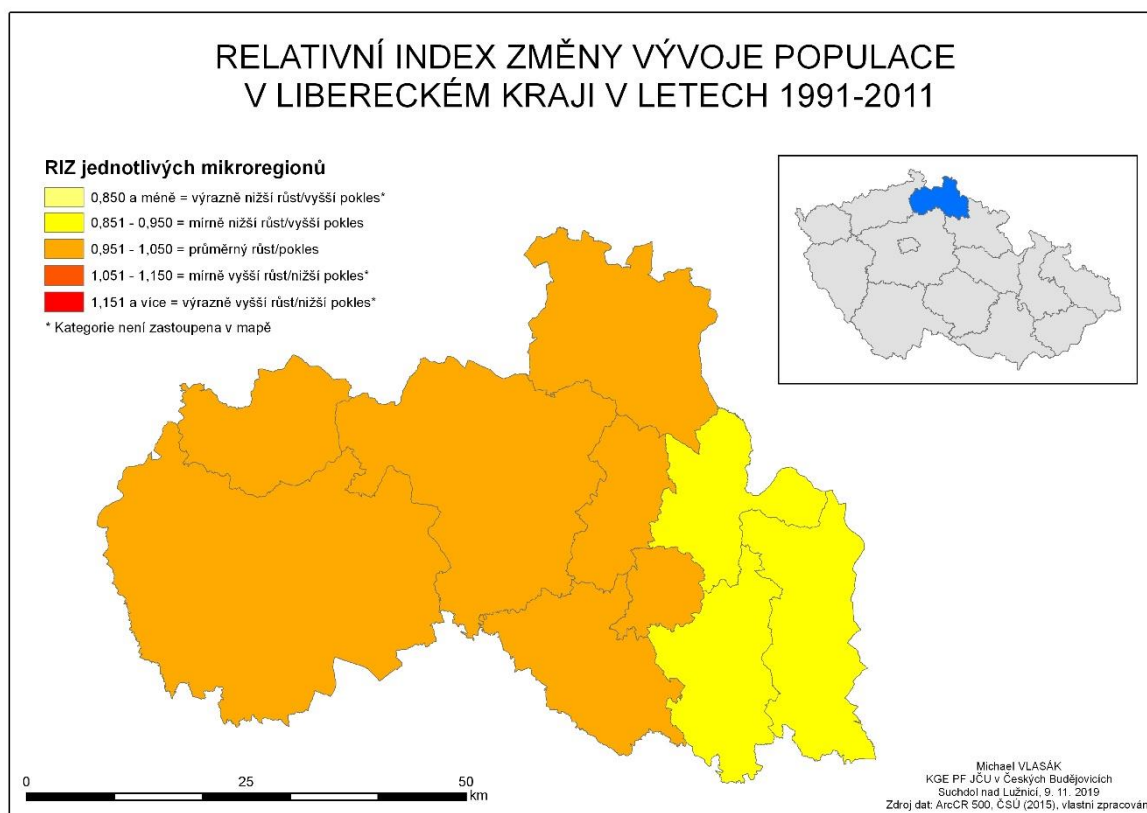 RELATIVNÍ INDEX ZMĚNY VÝVOJE POPULACE
V LIBERECKÉM KRAJI V LETECH 1991-2011
RIZ jednotlivých mikroregionů
0,850 a méně = výrazně nižší růst/vyšší pokles*
0,851 - 0,950 = mírně nižší růst/vyšší pokles
0,951 - 1,050 = průměrný růst/pokles
1,051 - 1,150 = mírně vyšší růst/nižší pokles*
1,151 a více = výrazně vyšší růst/nižší pokles*
* Kategorie není zastoupena v mapě
0 25 50
km
Michael VLASÁK
KGE PF JČU v Českých Budějovicích
Suchdol nad Lužnicí, 9. 11. 2019
Zdroj dat: ArcCR 500, ČSÚ (2015), vlastní zpracován